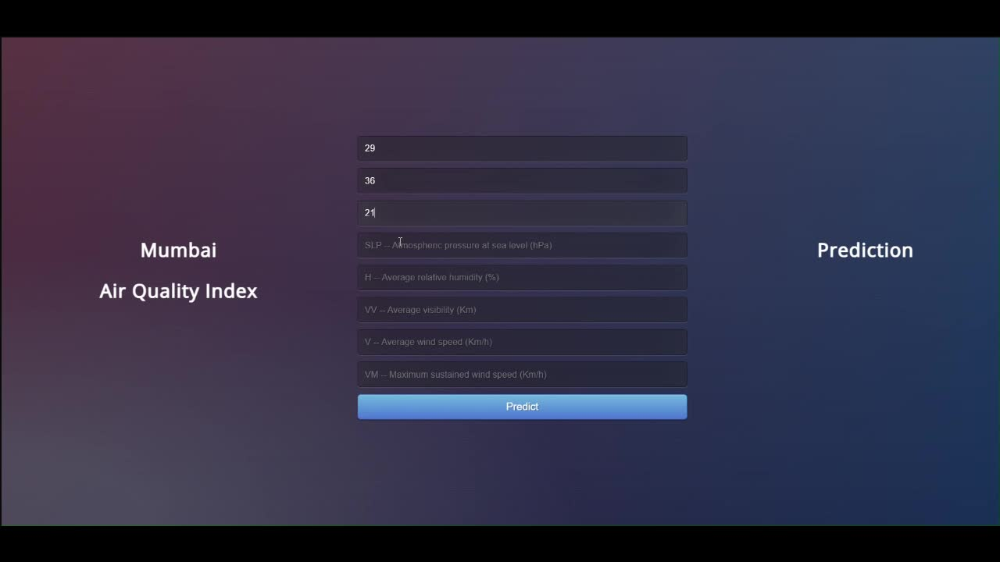 29
36
21
SLP -- Atmospheric pressure at sea level (hPa)
H -- Average relative humidity (%)
VV -- Average visibility (Km)
V -- Average wind speed (Km/h)
VM -- Maximum sustained wind speed (Km/h)
Predict
Mumbai
Air Quality Index
Prediction